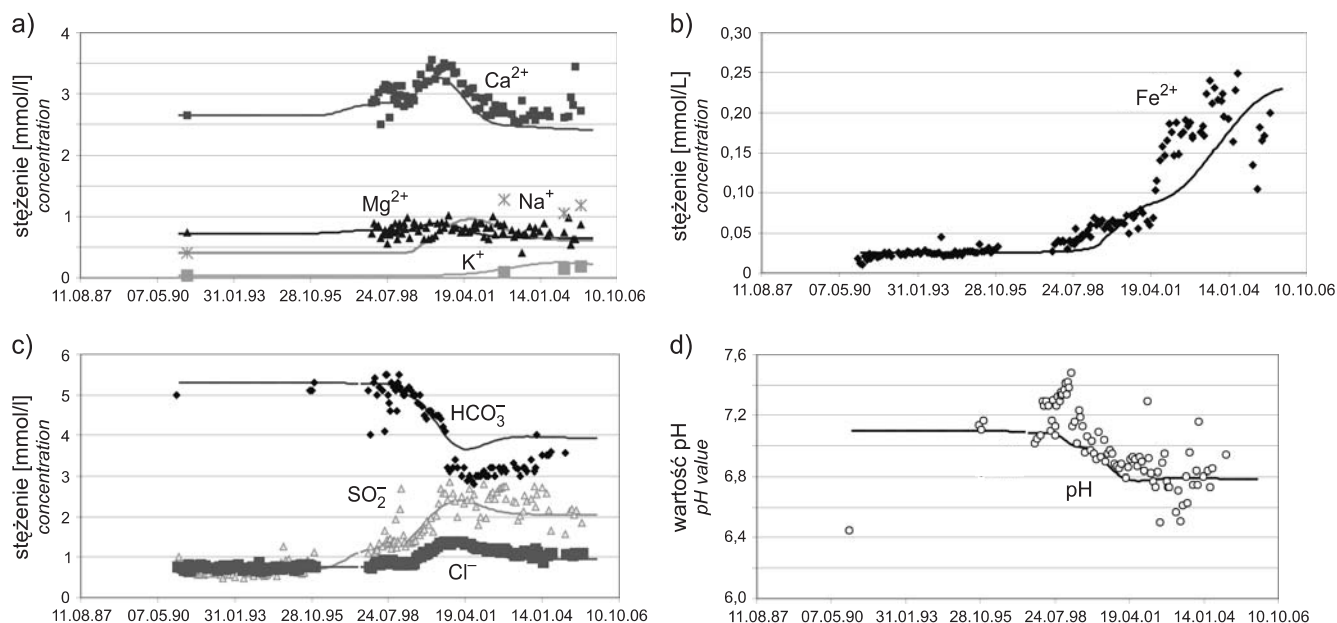 a)
stężenie [mmol/l]
concentration
4
3
2
1
0
Ca²⁺
Mg²⁺
Na⁺
K⁺
11.08.87 07.05.90 31.01.93 28.10.95 24.07.98 19.04.01 14.01.04 10.10.06
b)
stężenie [mmol/L]
concentration
0,30
0,25
0,20
0,15
0,10
0,05
0
Fe²⁺
11.08.87 07.05.90 31.01.93 28.10.95 24.07.98 19.04.01 14.01.04 10.10.06
c)
stężenie [mmol/l]
concentration
6
5
4
3
2
1
0
HCO₃⁻
SO₂⁻
Cl⁻
11.08.87 07.05.90 31.01.93 28.10.95 24.07.98 19.04.01 14.01.04 10.10.06
d)
wartość pH
pH value
7,6
7,2
6,8
6,4
6,0
pH
11.08.87 07.05.90 31.01.93 28.10.95 24.07.98 19.04.01 14.01.04 10.10.06